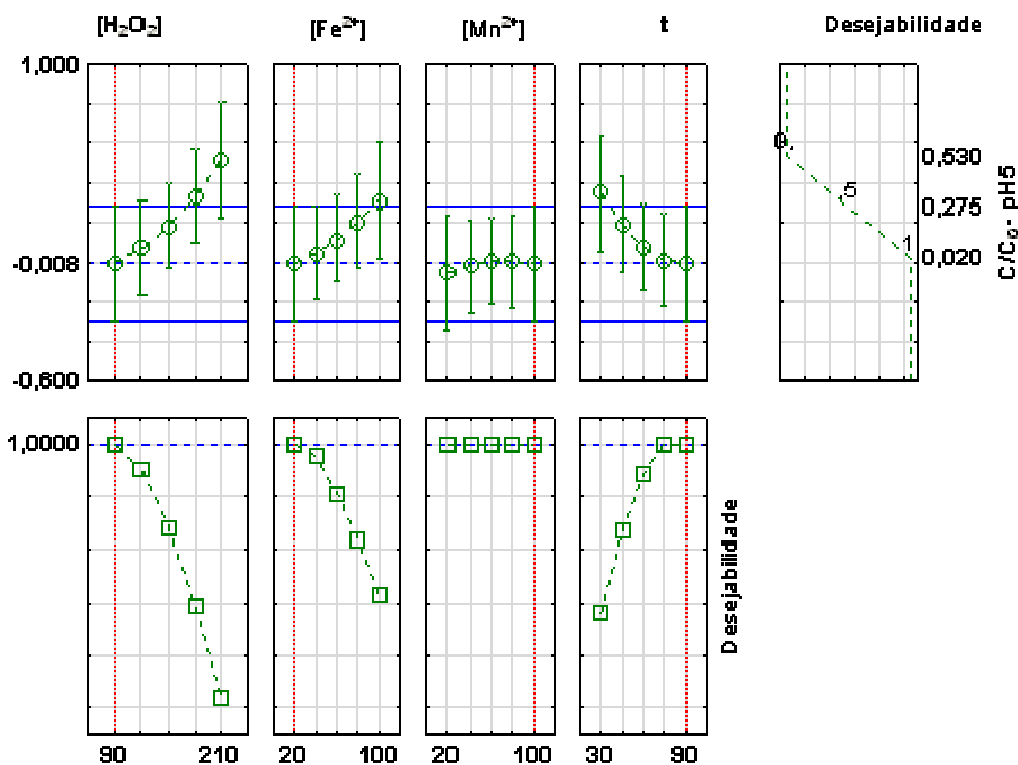 [H₂O₂] [Fe²⁺] [Mn²⁺] t Desejabilidade
1,000
-0,008
-0,600
0,
,5
1,
0,530
0,275
0,020
C/C₀ - pH5
1,0000
Desejabilidade
90 210 20 100 20 100 30 90